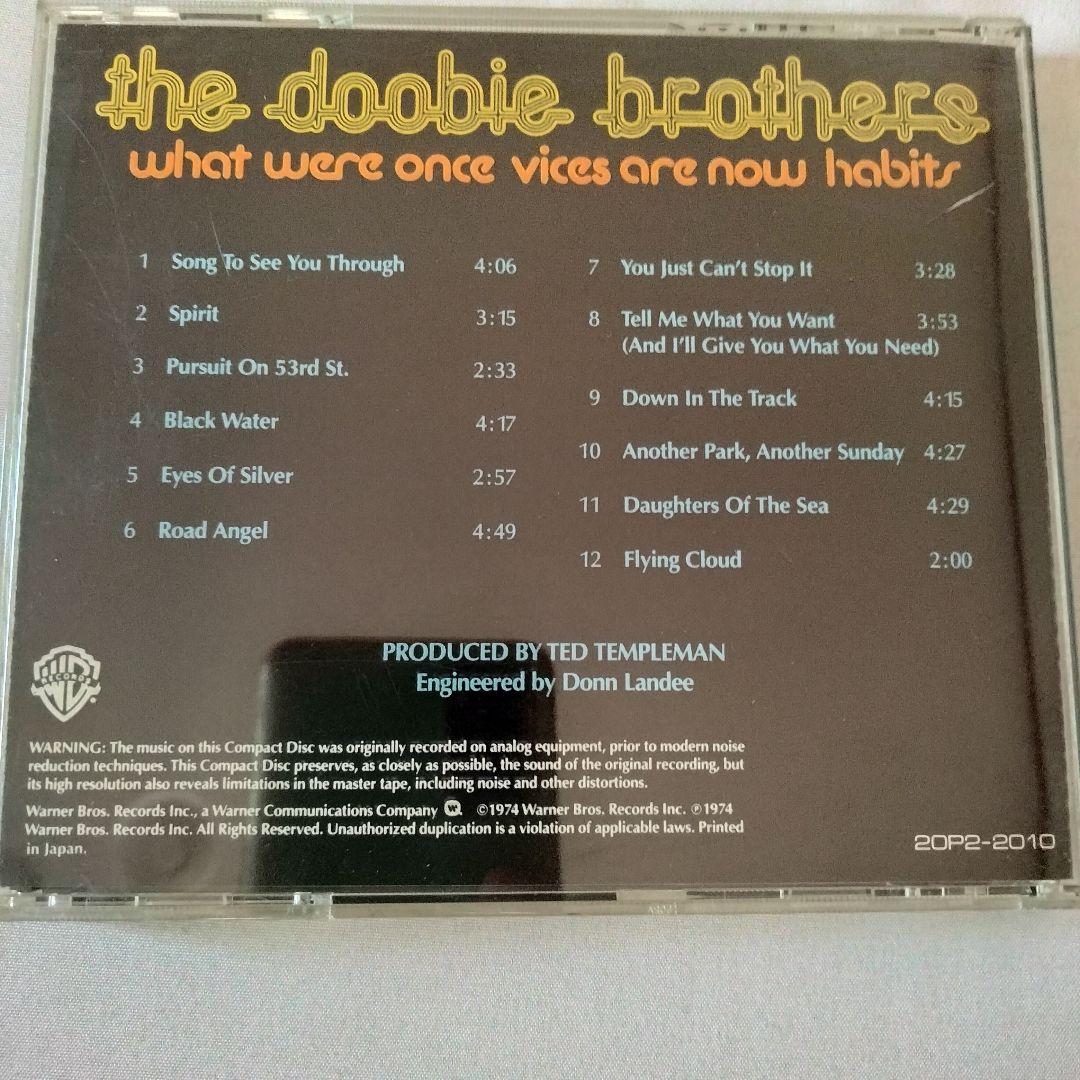 the doobie brothers
what were once vices are now habits
1 Song To See You Through 4:06
2 Spirit 3:15
3 Pursuit On 53rd St. 2:33
4 Black Water 4:17
5 Eyes Of Silver 2:57
6 Road Angel 4:49
7 You Just Can't Stop It 3:28
8 Tell Me What You Want 3:53
(And I'll Give You What You Need)
9 Down In The Track 4:15
10 Another Park, Another Sunday 4:27
11 Daughters Of The Sea 4:29
12 Flying Cloud 2:00
PRODUCED BY TED TEMPLEMAN
Engineered by Donn Landee
RECORDS
WARNING: The music on this Compact Disc was originally recorded on analog equipment, prior to modern noise
reduction techniques. This Compact Disc preserves, as closely as possible, the sound of the original recording, but
its high resolution also reveals limitations in the master tape, including noise and other distortions.
Warner Bros. Records Inc., a Warner Communications Company ©1974 Warner Bros. Records Inc. ℗1974
Warner Bros. Records Inc. All Rights Reserved. Unauthorized duplication is a violation of applicable laws. Printed
in Japan.
20P2-2010